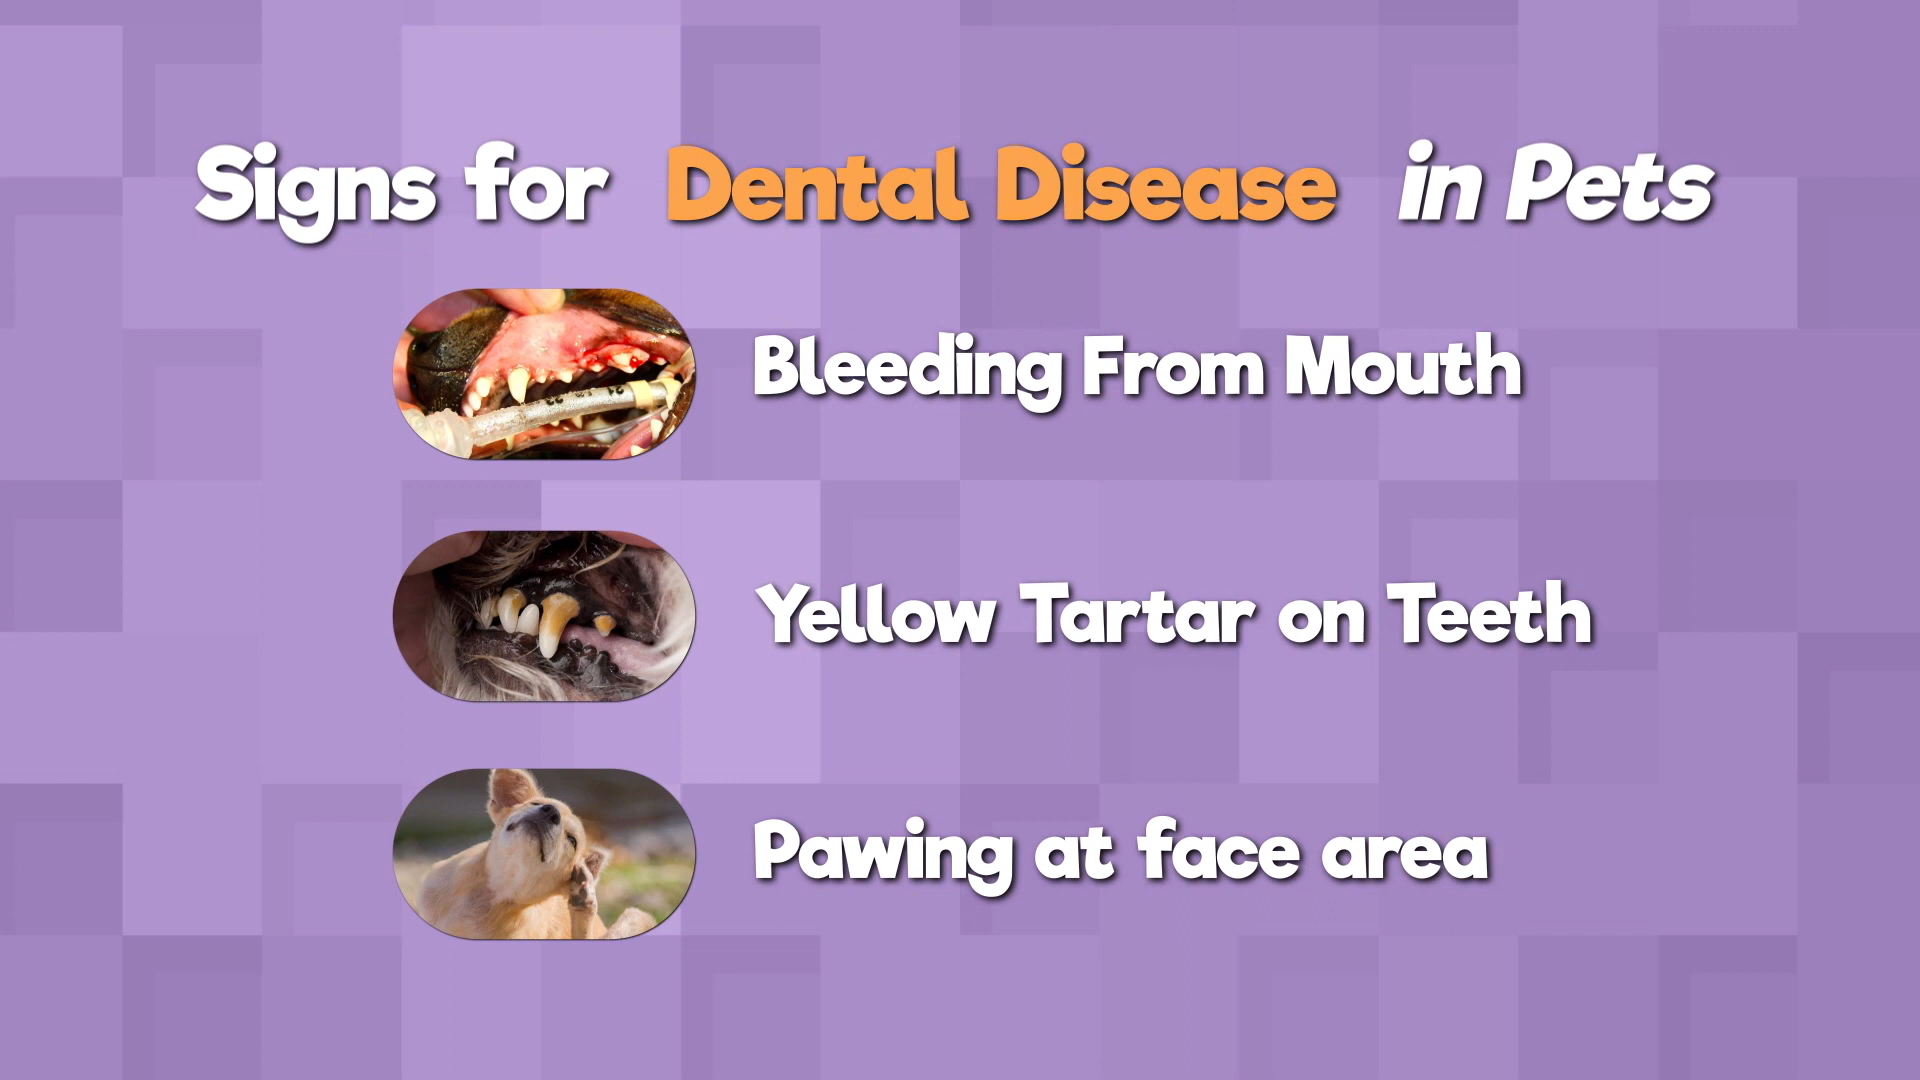 Signs for Dental Disease in Pets
Bleeding From Mouth
Yellow Tartar on Teeth
Pawing at face area